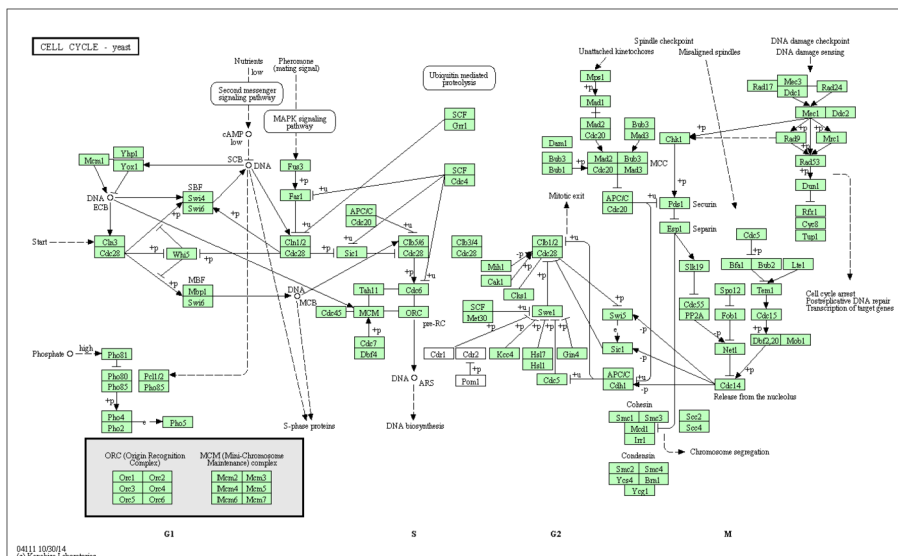 CELL CYCLE - yeast
Nutrients
low
Second messenger
signaling pathway
cAMP
low
SCB
DNA
Pheromone
(mating signal)
MAPK signaling
pathway
Fus3
+p
Far1
Ubiquitin mediated
proteolysis
SCF
Grr1
SCF
Cdc4
Mcm1
Yhp1
Yox1
DNA
ECB
SBF
Swi4
Swi6
+p
Start
Cln3
Cdc28
+p
Whi5
+p
Cln1/2
Cdc28
+u
Sic1
APC/C
Cdc20
+u
Clb5/6
Cdc28
MBF
Mbp1
Swi6
DNA
MCB
Tah11
Cdc6
Cdc45
MCM
ORC
pre-RC
+p
Cdc7
Dbf4
DNA
ARS
S-phase proteins
DNA biosynthesis
Phosphate
high
Pho81
Pho80
Pho85
Pcl1/2
Pho85
+p
Pho4
Pho2
e
Pho5
ORC (Origin Recognition
Complex)
Orc1 Orc2
Orc3 Orc4
Orc5 Orc6
MCM (Mini-Chromosome
Maintenance) complex
Mcm2 Mcm3
Mcm4 Mcm5
Mcm6 Mcm7
Spindle checkpoint
Unattached kinetochores
Misaligned spindles
Mps1
+p
Mad1
Mad2
Cdc20
Bub3
Mad3
Dam1
Bub3
Bub1
+p
Mad2
Cdc20
Bub3
Mad3
MCC
APC/C
Cdc20
+u
Mitotic exit
Clb3/4
Cdc28
Clb1/2
Cdc28
-p
+p
Mih1
Cak1
Cks1
SCF
Met30
+u
Swe1
+p
Cdr1
Cdr2
Pom1
Kcc4
Hsl7
Hsl1
Gin4
Cdc5
+u
APC/C
Cdh1
Swi5
e
Sic1
-p
DNA damage checkpoint
DNA damage sensing
Rad17
Mec3
Ddc1
Rad24
Mec1
Ddc2
+p
Chk1
Rad9
Mrc1
Rad53
+p
Dun1
Rfx1
Cyc8
Tup1
Pds1
Securin
Esp1
Separin
Slk19
Cdc55
PP2A
Cdc5
+p
Bfa1
Bub2
Lte1
Spo12
Fob1
Tem1
Cdc15
Dbf2,20
Mob1
Net1
Cdc14
+p
Release from the nucleolus
Cell cycle arrest
Postreplicative DNA repair
Transcription of target genes
Cohesin
Smc1 Smc3
Mcd1
Irr1
Scc2
Scc4
Chromosome segregation
Condensin
Smc2 Smc4
Ycs4 Brn1
Ycg1
G1
S
G2
M
04111 10/30/14
(c) Kanehisa Laboratories